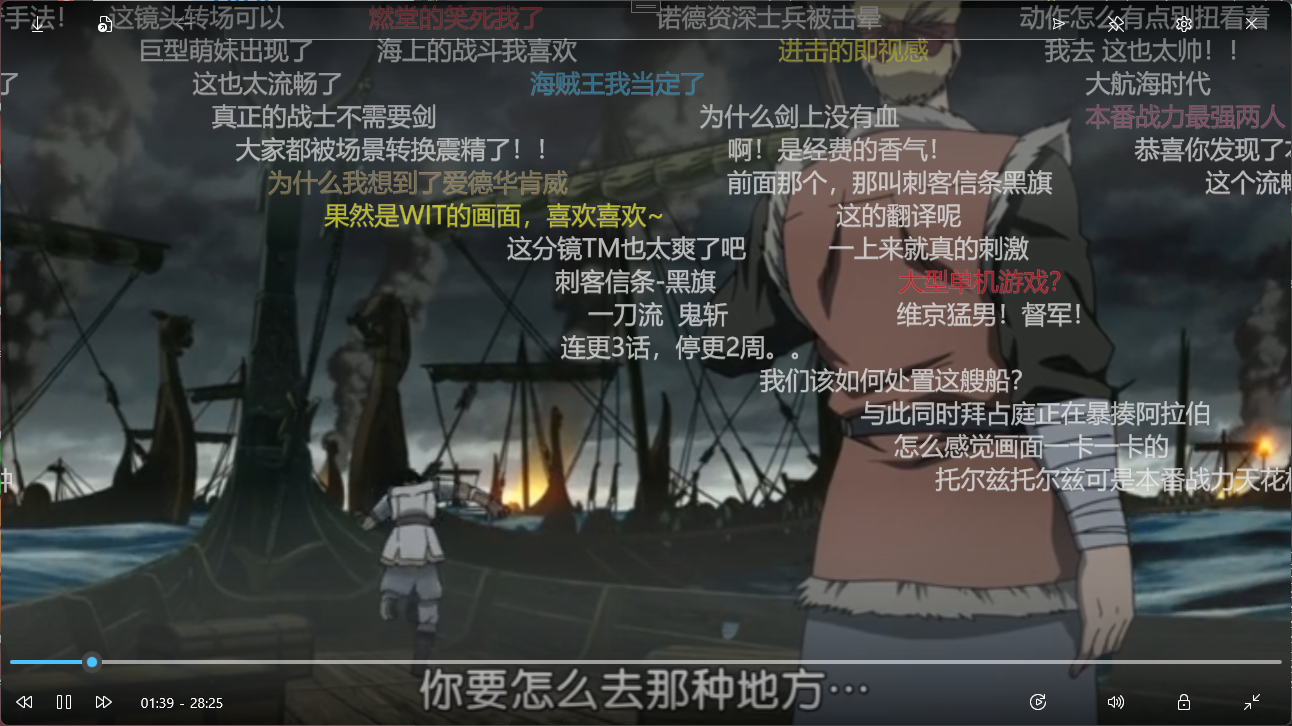 手法！ 这镜头转场可以 燃堂的笑死我了 诺德资深士兵被击晕 动作怎么有点别扭看着
巨型萌妹出现了 海上的战斗我喜欢 进击的即视感 我去 这也太帅！！
了 这也太流畅了 海贼王我当定了 大航海时代
真正的战士不需要剑 为什么剑上没有血 本番战力最强两人
大家都被场景转换震精了！！ 啊！是经费的香气！ 恭喜你发现了
为什么我想到了爱德华肯威 前面那个，那叫刺客信条黑旗 这个流畅
果然是WIT的画面，喜欢喜欢~ 这的翻译呢
这分镜TM也太爽了吧 一上来就真的刺激
刺客信条-黑旗 大型单机游戏？
一刀流 鬼斩 维京猛男！督军！
连更3话，停更2周。。
我们该如何处置这艘船？
与此同时拜占庭正在暴揍阿拉伯
怎么感觉画面一卡一卡的
托尔兹托尔兹可是本番战力天花板
你要怎么去那种地方…
01:39 - 28:25